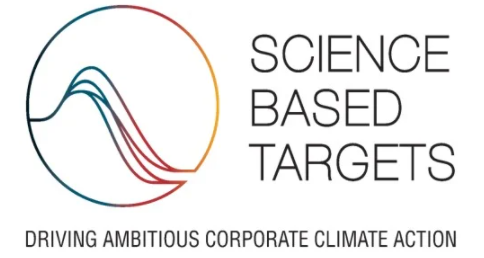 SCIENCE
BASED
TARGETS
DRIVING AMBITIOUS CORPORATE CLIMATE ACTION